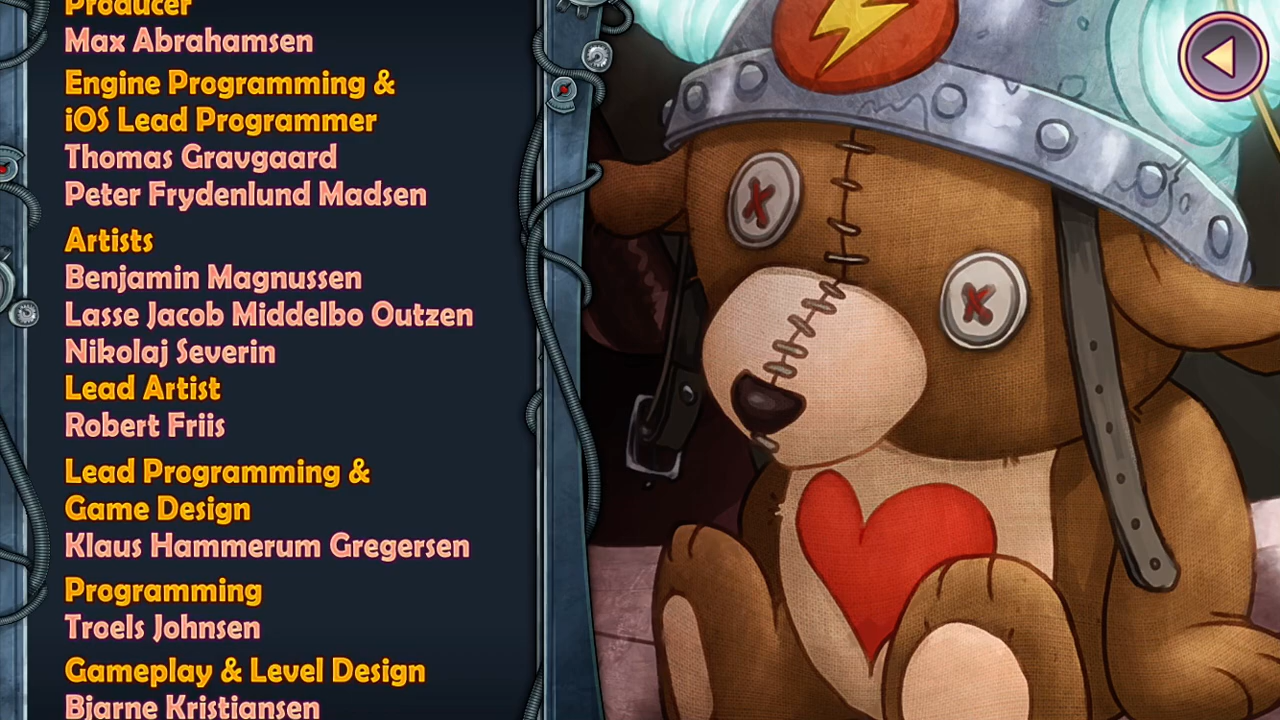 Producer
Max Abrahamsen
Engine Programming &
iOS Lead Programmer
Thomas Gravgaard
Peter Frydenlund Madsen
Artists
Benjamin Magnussen
Lasse Jacob Middelbo Outzen
Nikolaj Severin
Lead Artist
Robert Friis
Lead Programming &
Game Design
Klaus Hammerum Gregersen
Programming
Troels Johnsen
Gameplay & Level Design
Bjarne Kristiansen